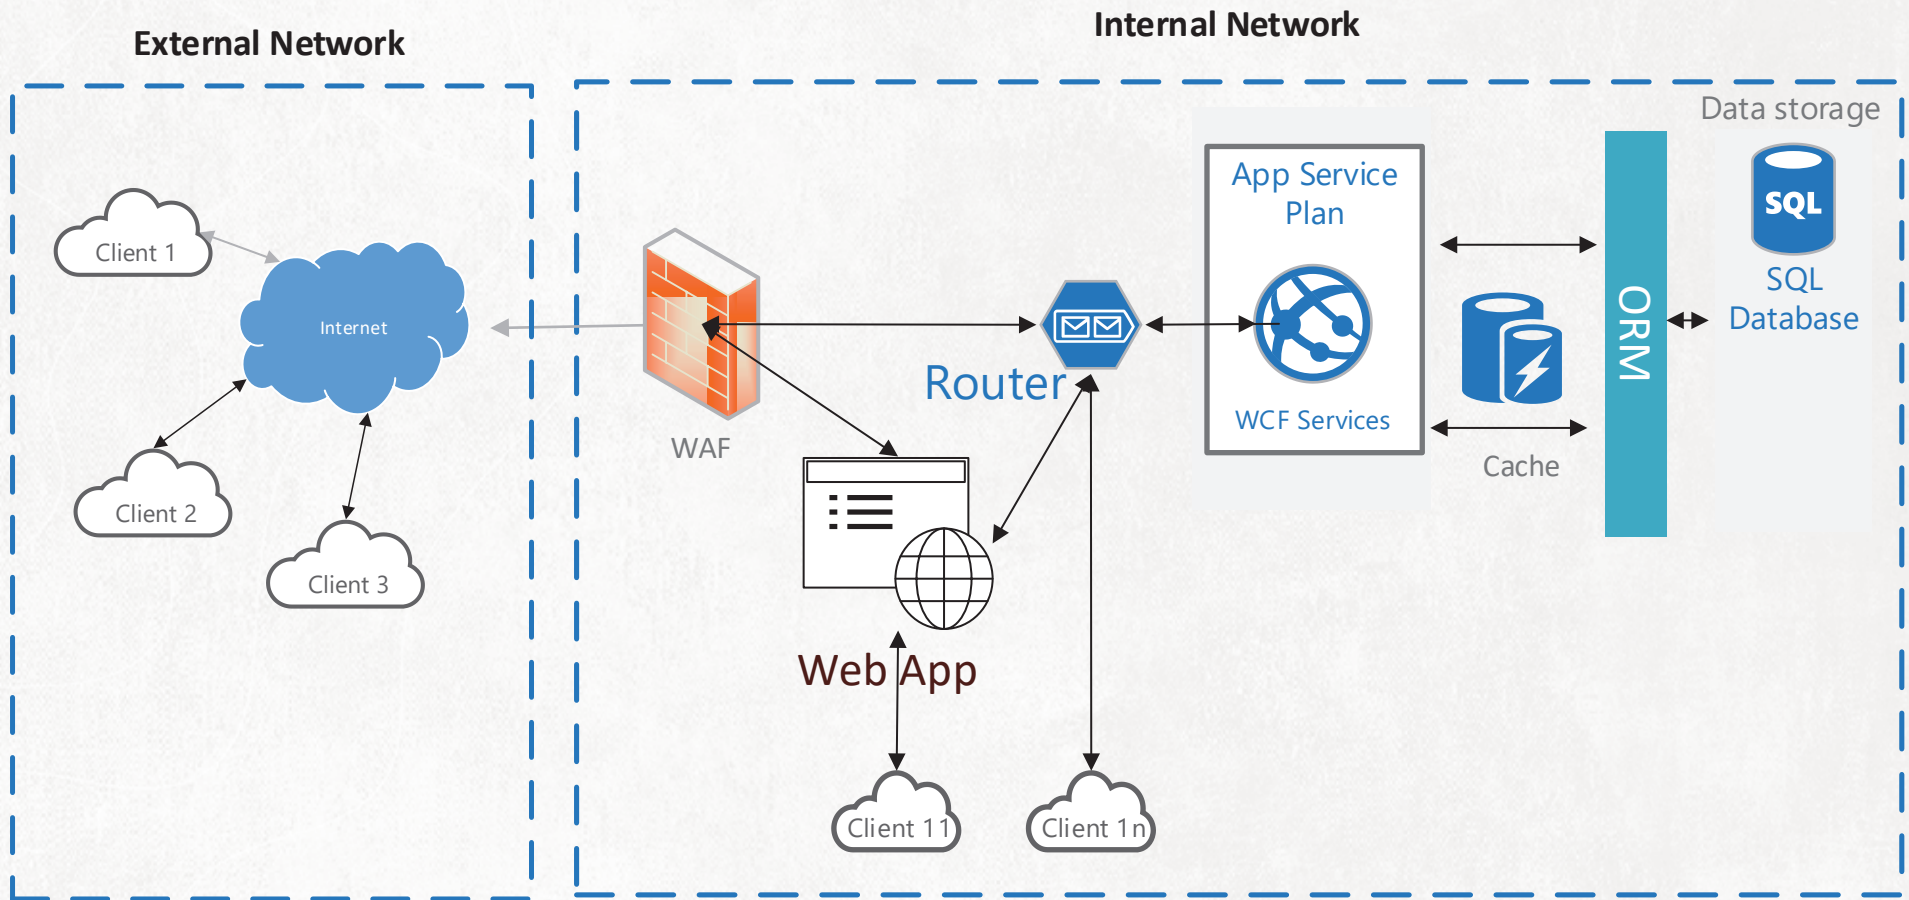 External Network
Internal Network
Data storage
App Service
Plan
SQL
Client 1
Internet
SQL
Database
ORM
Router
WCF Services
WAF
Cache
Client 2
Client 3
Web App
Client 11
Client 1n